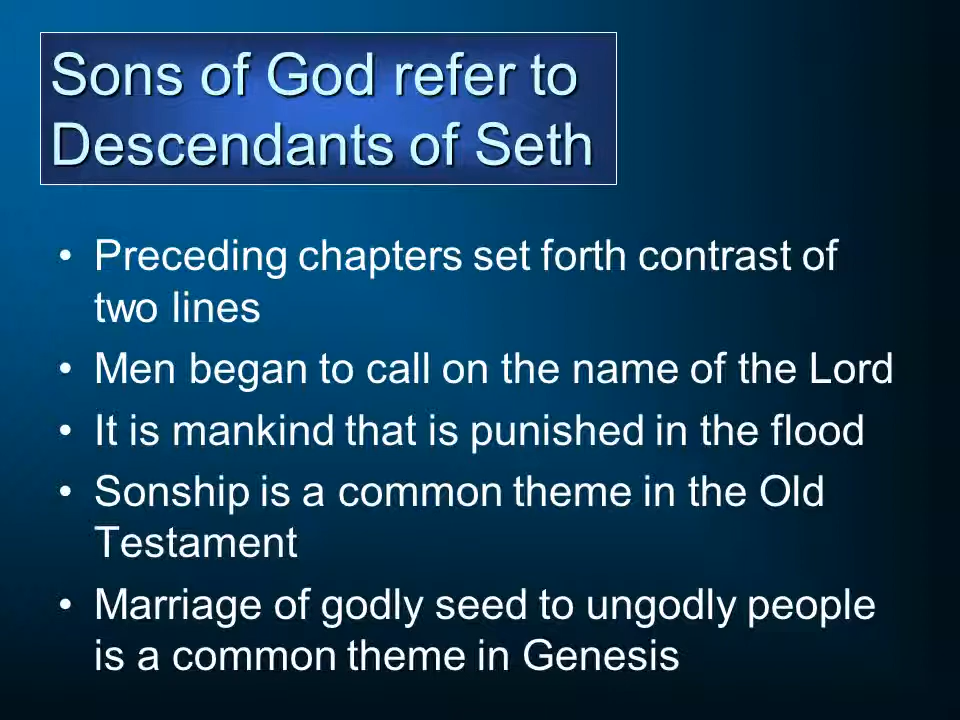 Sons of God refer to
Descendants of Seth
• Preceding chapters set forth contrast of
two lines
• Men began to call on the name of the Lord
• It is mankind that is punished in the flood
• Sonship is a common theme in the Old
Testament
• Marriage of godly seed to ungodly people
is a common theme in Genesis